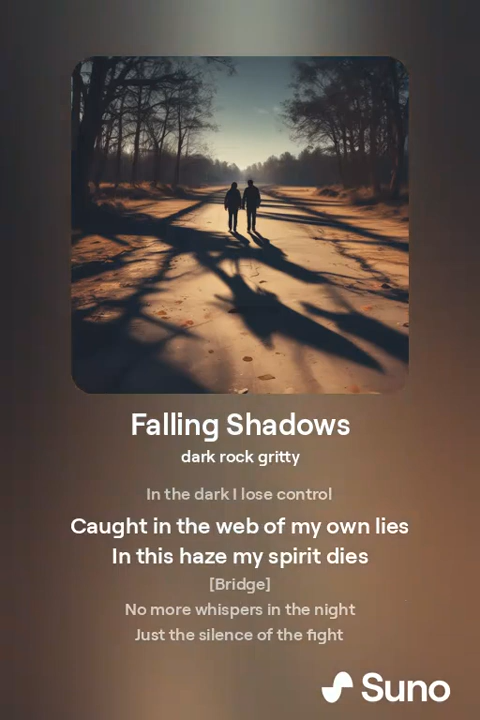 Falling Shadows
dark rock gritty
In the dark I lose control
Caught in the web of my own lies
In this haze my spirit dies
[Bridge]
No more whispers in the night
Just the silence of the fight
Suno